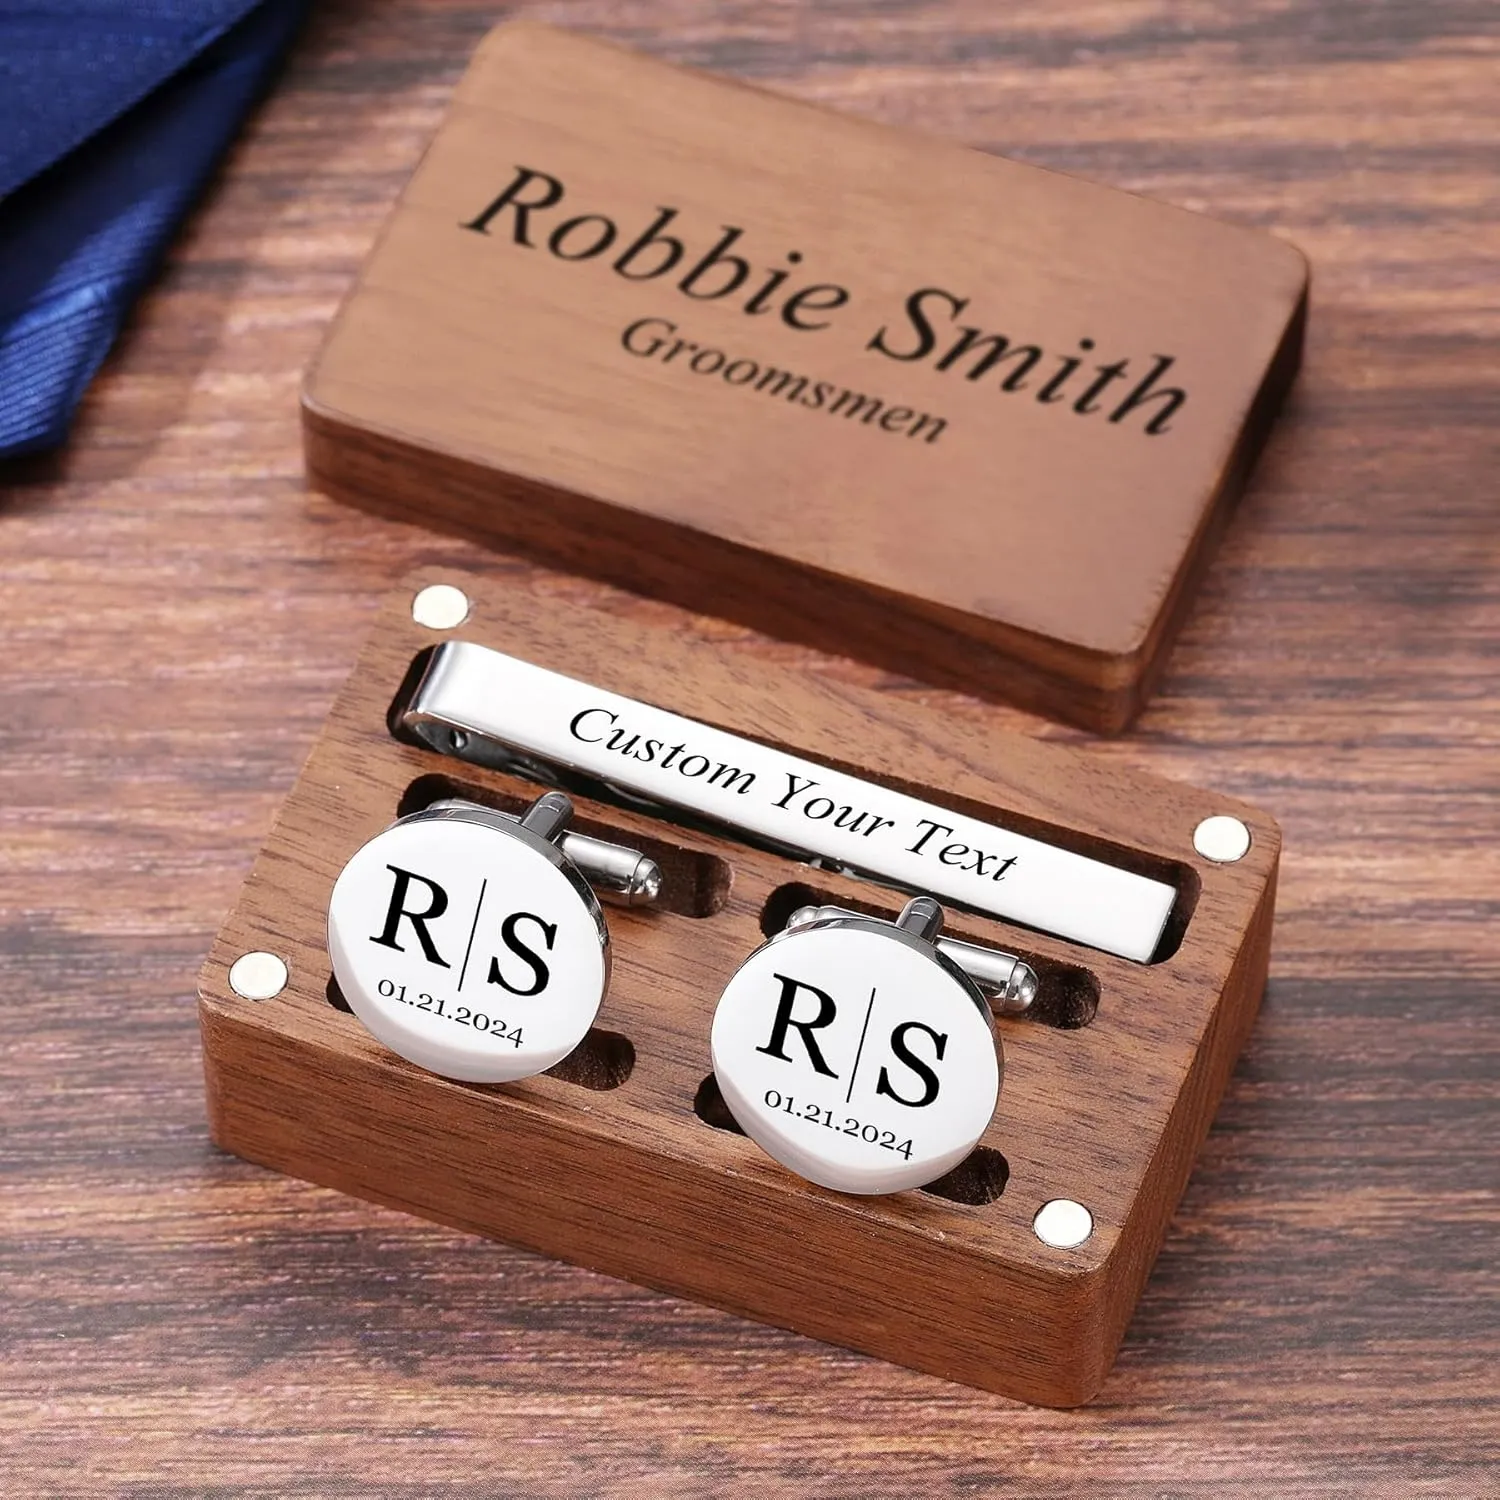 Robbie Smith
Groomsmen
Custom Your Text
R|S
01.21.2024
R|S
01.21.2024